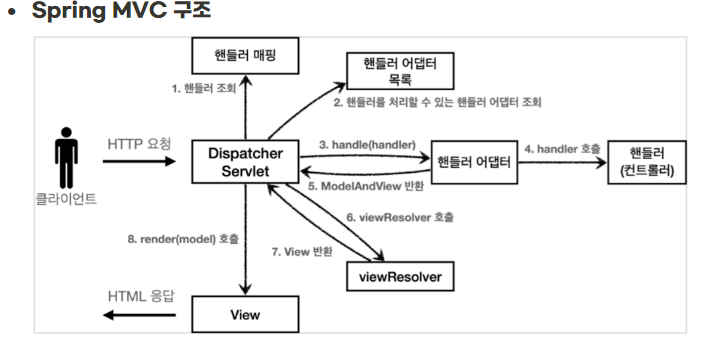 • Spring MVC 구조
핸들러 매핑
핸들러 어댑터
목록
1. 핸들러 조회
2. 핸들러를 처리할 수 있는 핸들러 어댑터 조회
HTTP 요청
Dispatcher
Servlet
3. handle(handler)
핸들러 어댑터
4. handler 호출
핸들러
(컨트롤러)
클라이언트
5. ModelAndView 반환
6. viewResolver 호출
8. render(model) 호출
7. View 반환
viewResolver
HTML 응답
View